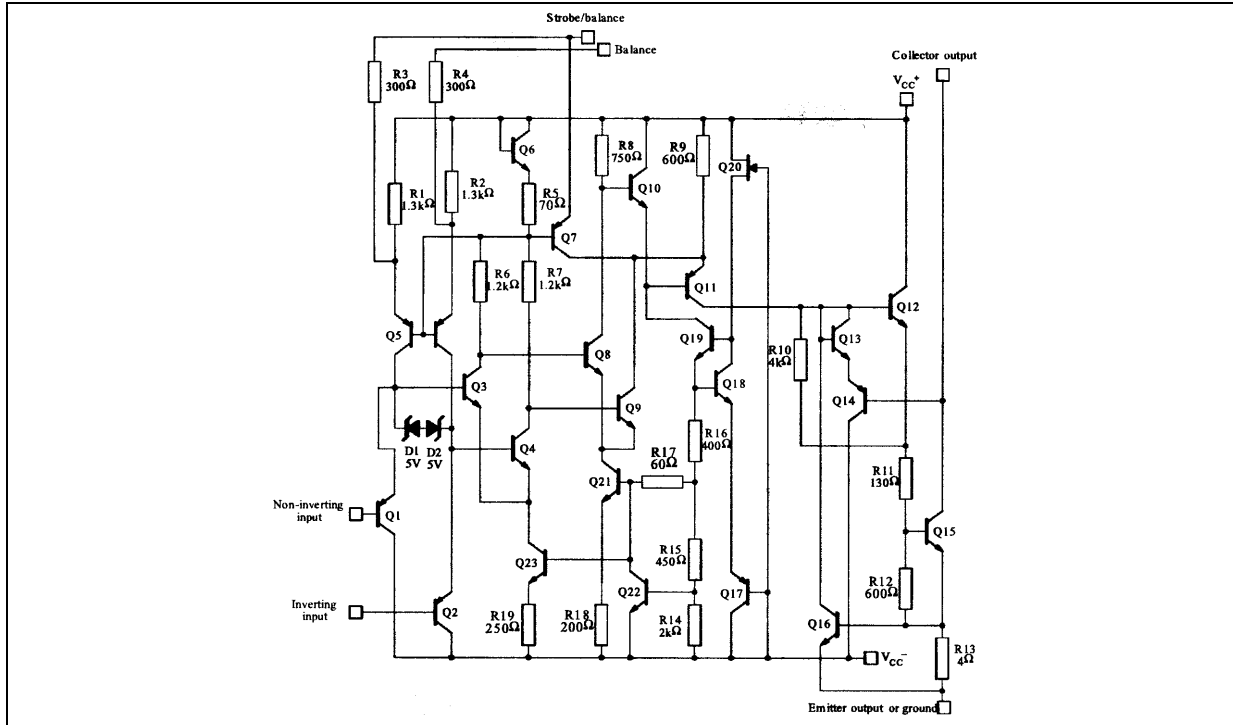 Strobe/balance
Balance
Collector output
VCC+
R3
300Ω
R4
300Ω
Q6
R8
750Ω
R9
600Ω
Q10
Q20
R1
1.3kΩ
R2
1.3kΩ
R5
70Ω
Q7
R6
1.2kΩ
R7
1.2kΩ
Q11
Q12
Q5
Q19
Q13
R10
4kΩ
Q8
Q18
Q3
Q14
Q9
D1
5V
D2
5V
Q4
R16
400Ω
R17
60Ω
R11
130Ω
Q21
Non-inverting
input
Q1
Q15
R15
450Ω
Q23
R12
600Ω
Q22
Q17
Inverting
input
Q2
R19
250Ω
R18
200Ω
R14
2kΩ
Q16
VCC-
R13
4Ω
Emitter output or ground